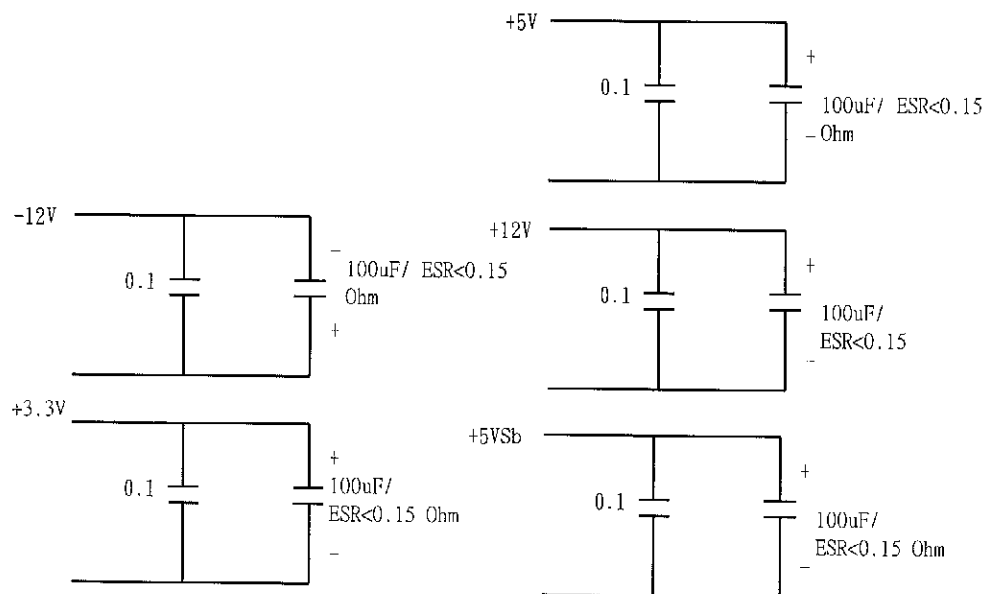 +5V
+
0.1
100uF/ ESR<0.15
-Ohm
-12V
-
0.1
100uF/ ESR<0.15
Ohm
+
+12V
+
0.1
100uF/
ESR<0.15
-
+3.3V
+
0.1
100uF/
ESR<0.15 Ohm
-
+5VSb
+
0.1
100uF/
ESR<0.15 Ohm
-